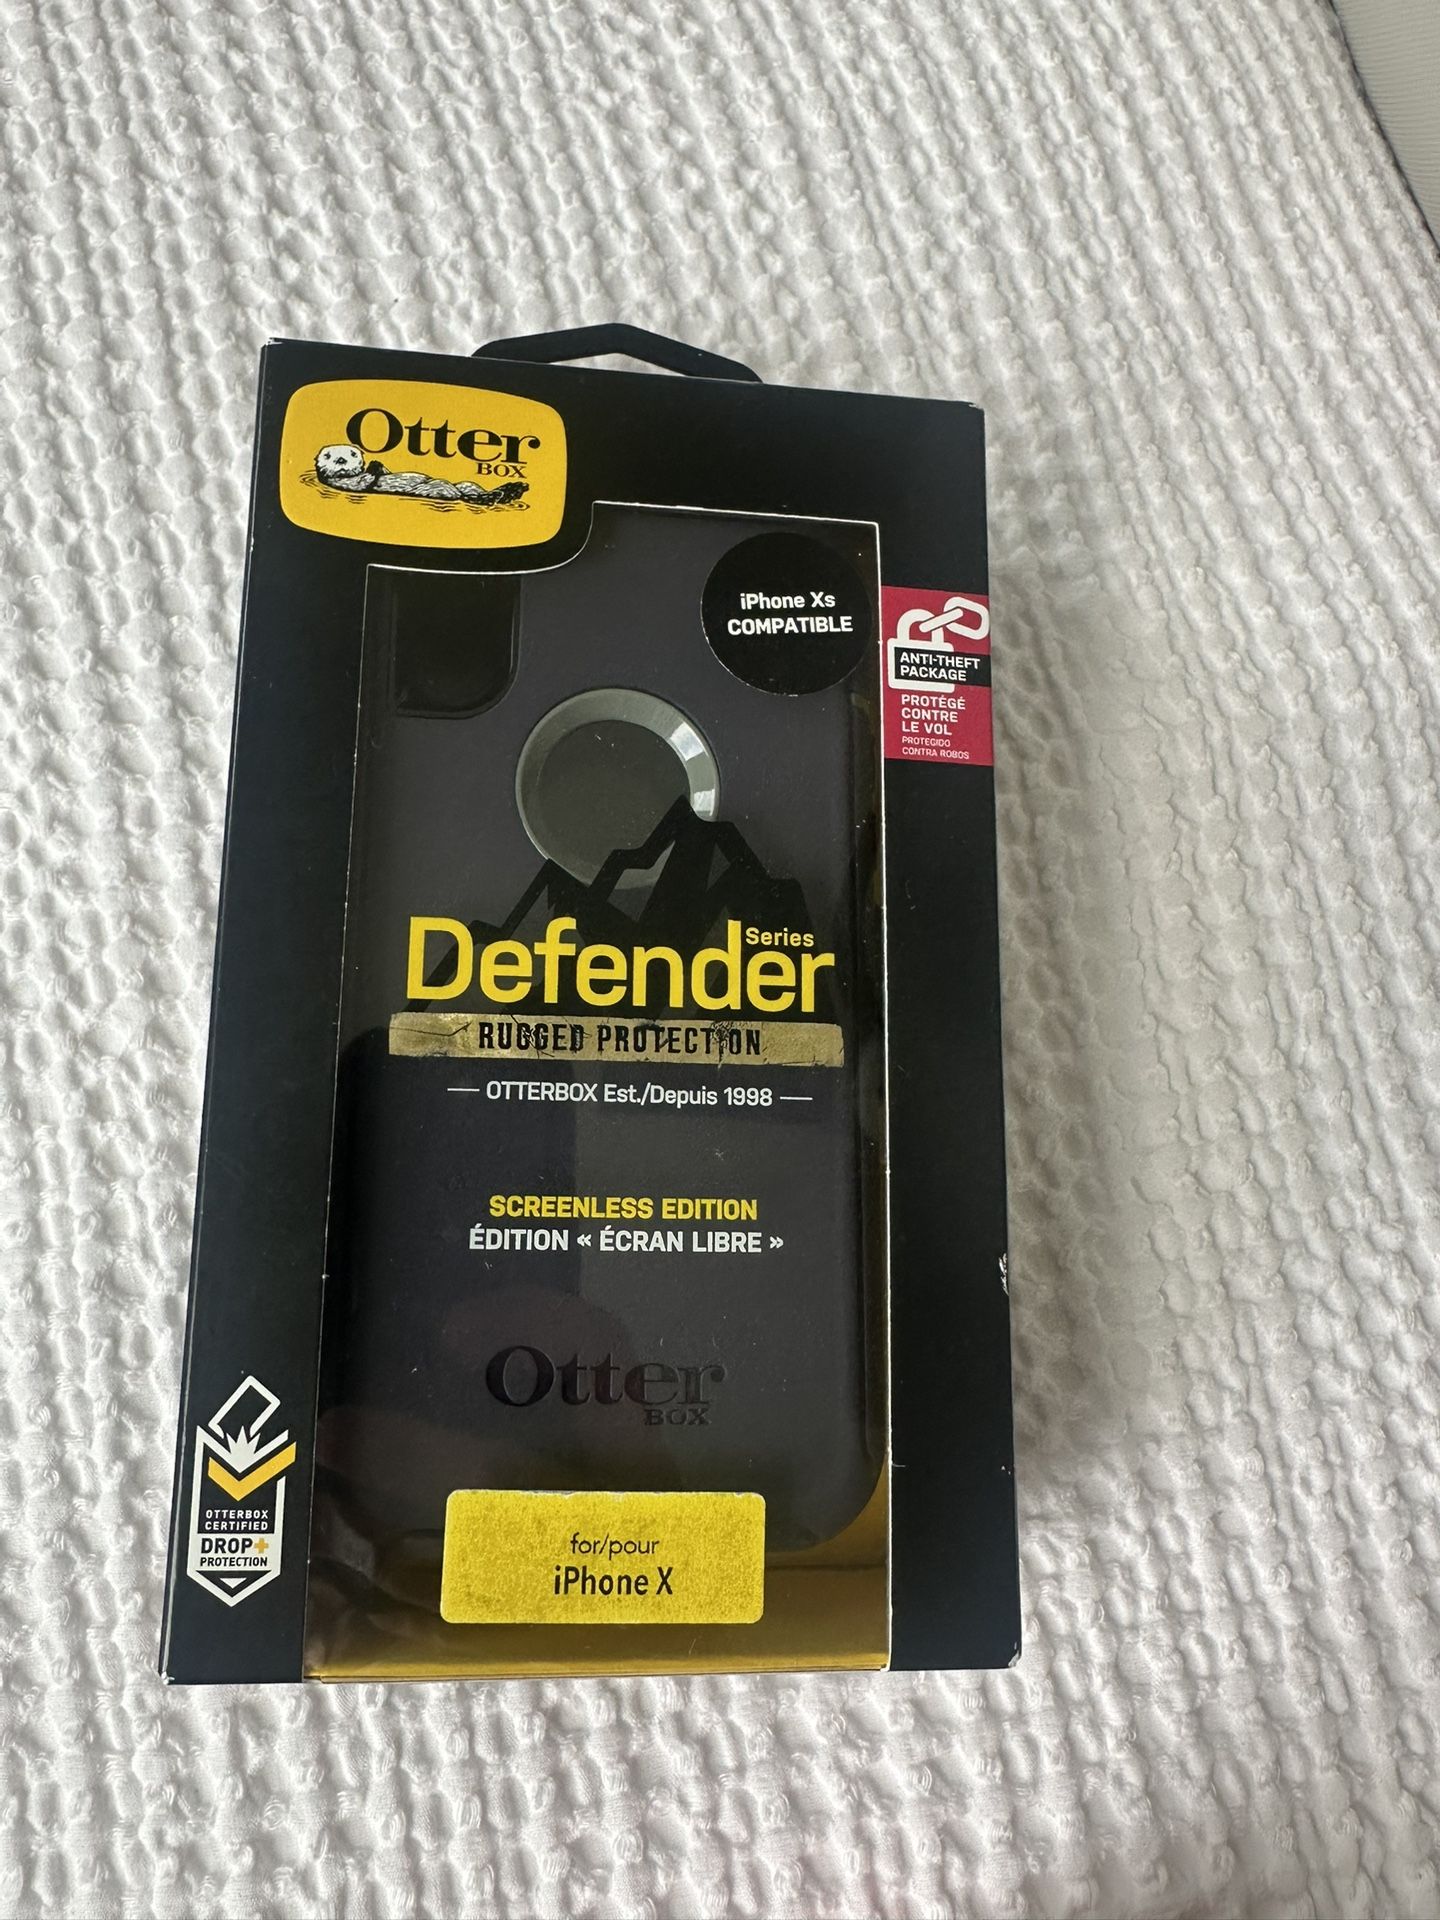 Otter
BOX
iPhone Xs
COMPATIBLE
ANTI-THEFT
PACKAGE
PROTÉGÉ
CONTRE
LE VOL
PROTEGIDO
CONTRA ROBOS
Defender Series
RUGGED PROTECTION
OTTERBOX Est./Depuis 1998
SCREENLESS EDITION
ÉDITION « ÉCRAN LIBRE »
Otter
BOX
OTTERBOX
CERTIFIED
DROP+
PROTECTION
for/pour
iPhone X